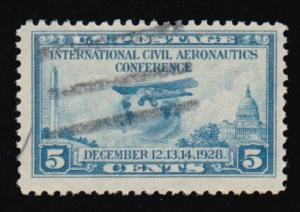 U.S. POSTAGE
INTERNATIONAL CIVIL AERONAUTICS
CONFERENCE
DECEMBER 12,13,14,1928.
5 CENTS 5